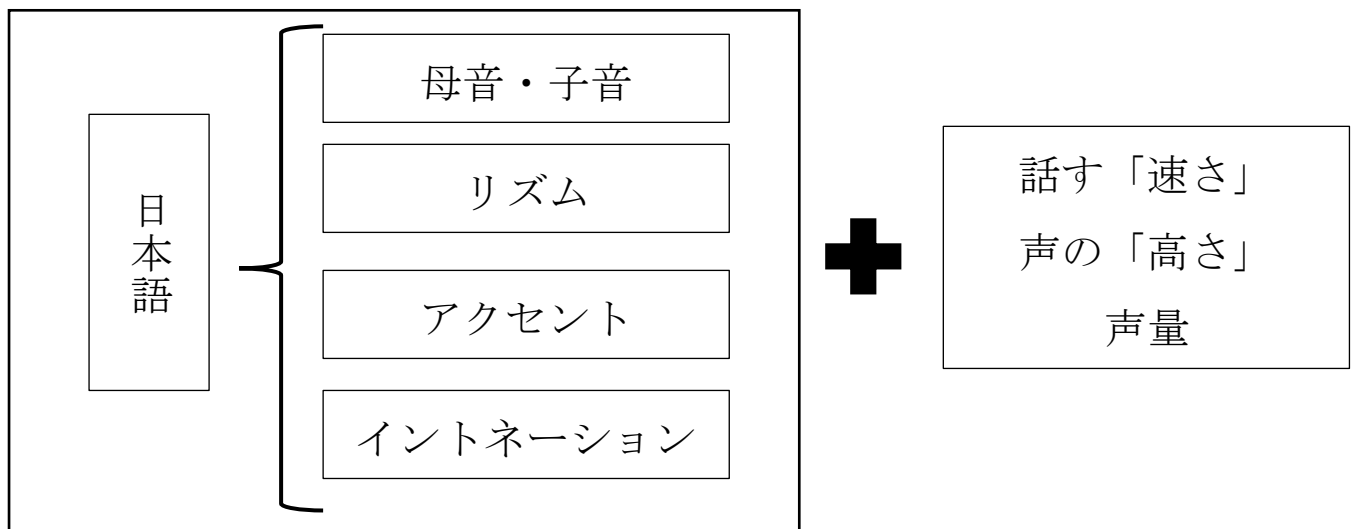 日本語
母音・子音
リズム
アクセント
イントネーション
話す「速さ」
声の「高さ」
声量